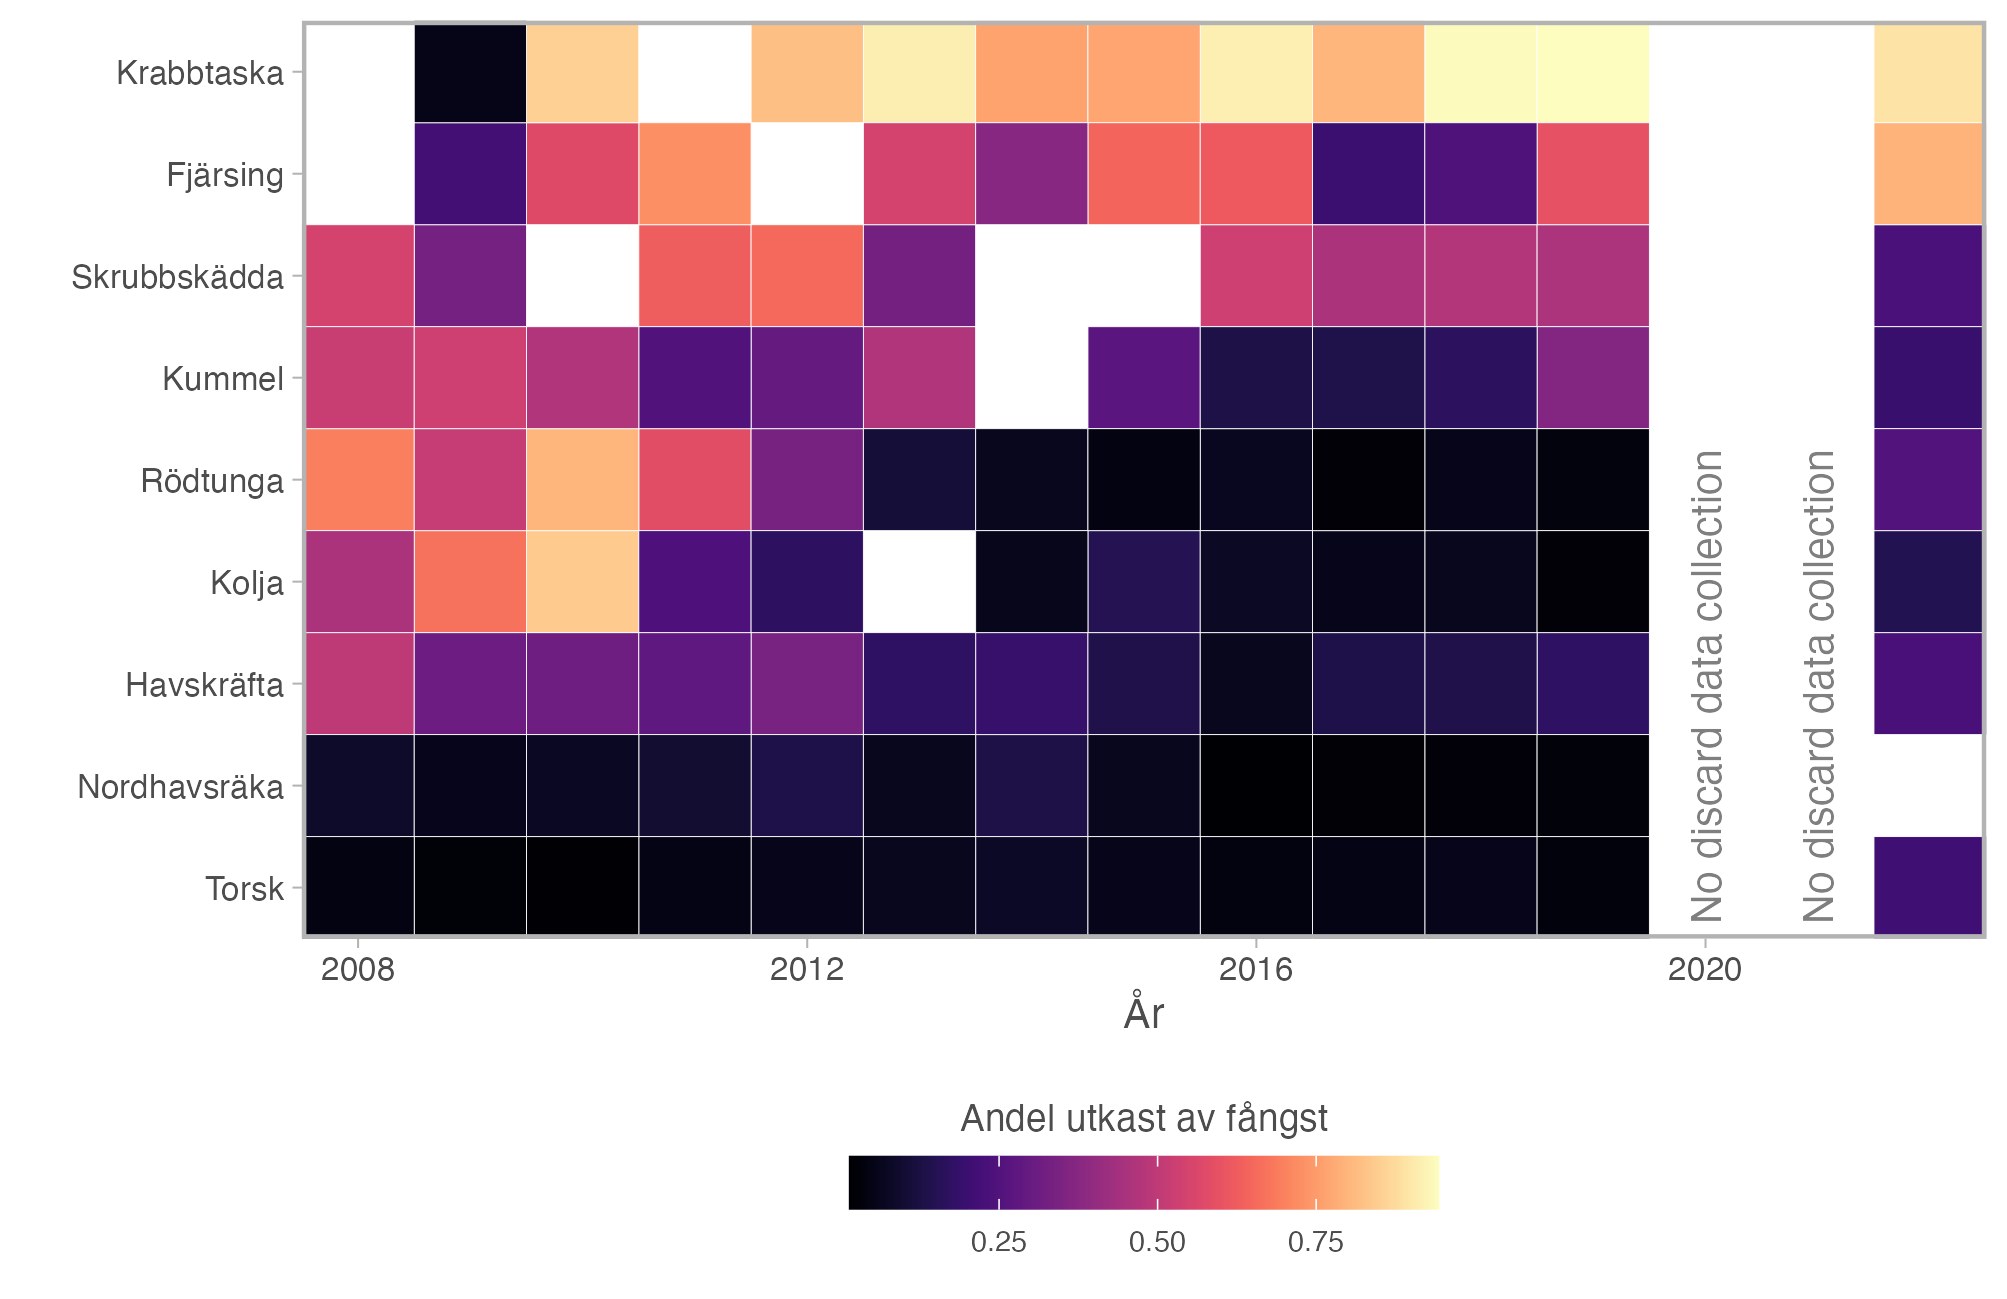 Krabbtaska
Fjärsing
Skrubbskädda
Kummel
Rödtunga
Kolja
Havskräfta
Nordhavsräka
Torsk
No discard data collection
No discard data collection
2008
2012
2016
2020
År
Andel utkast av fångst
0.25
0.50
0.75